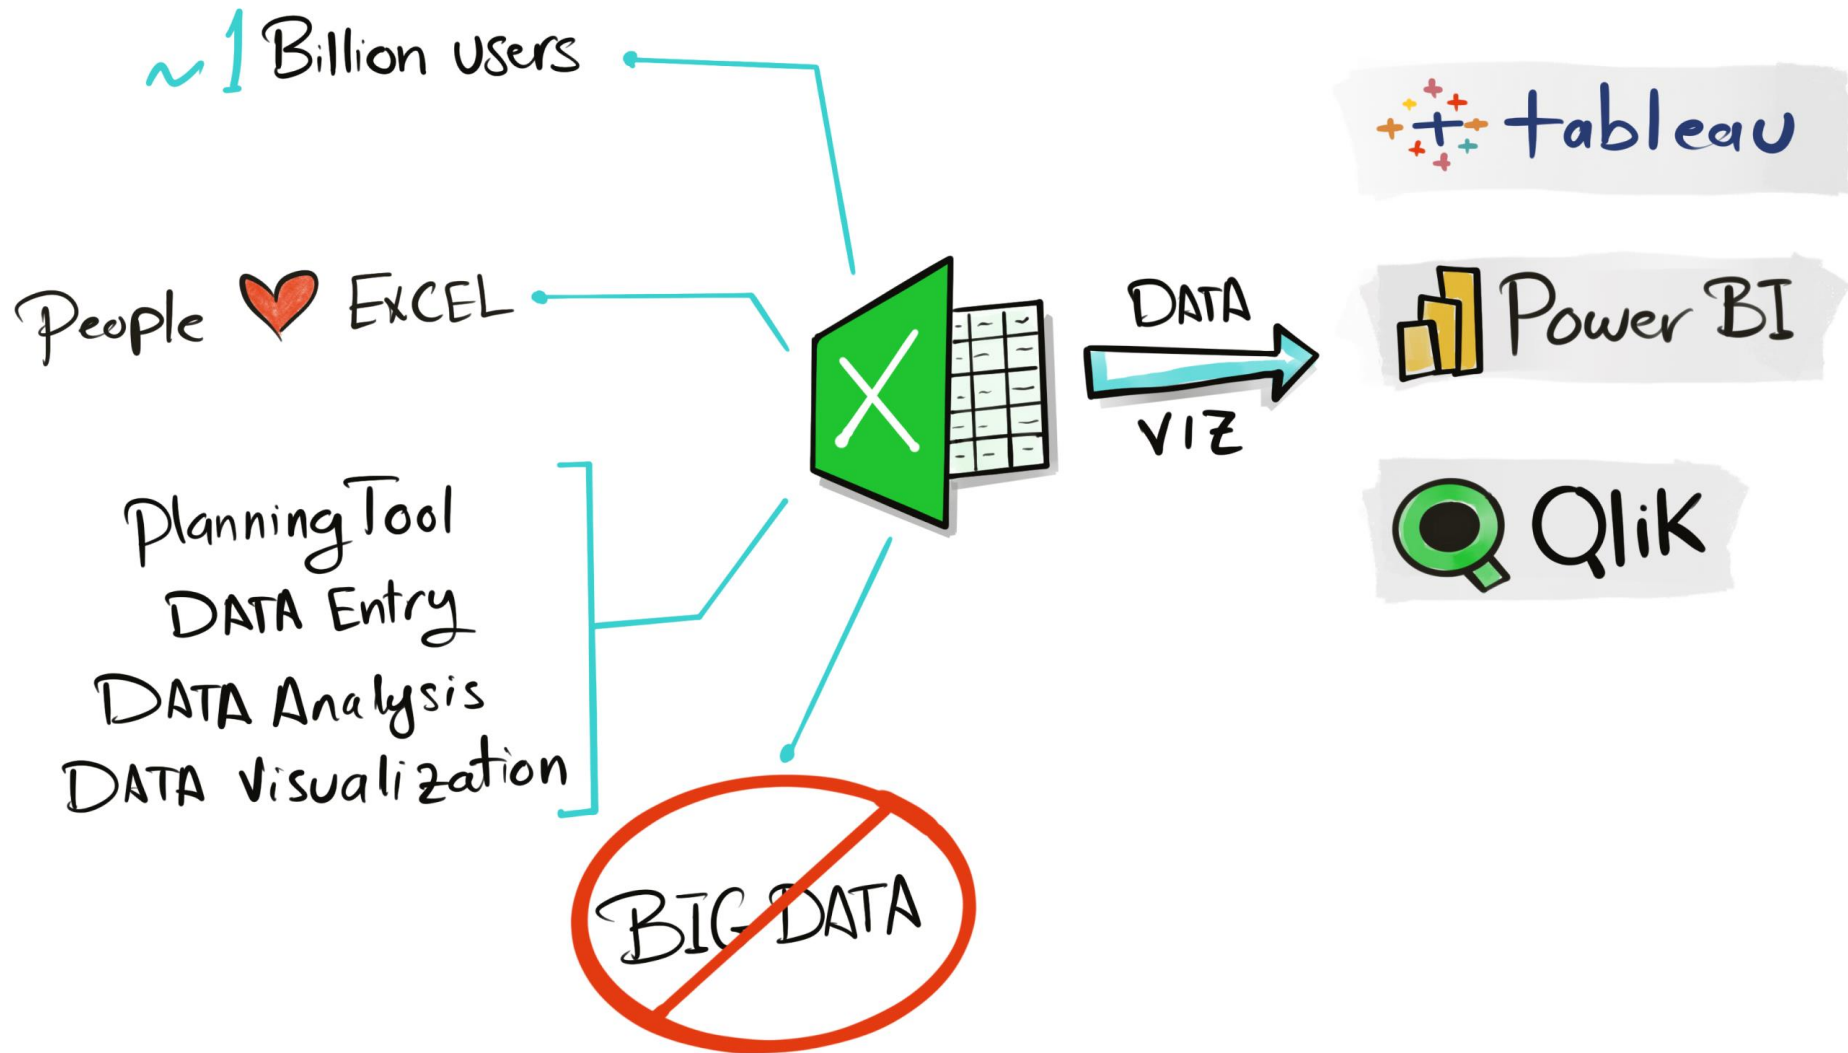 ~1 Billion users
People ❤ EXCEL
Planning Tool
DATA Entry
DATA Analysis
DATA Visualization
BIG DATA
X
DATA
VIZ
tableau
Power BI
Qlik